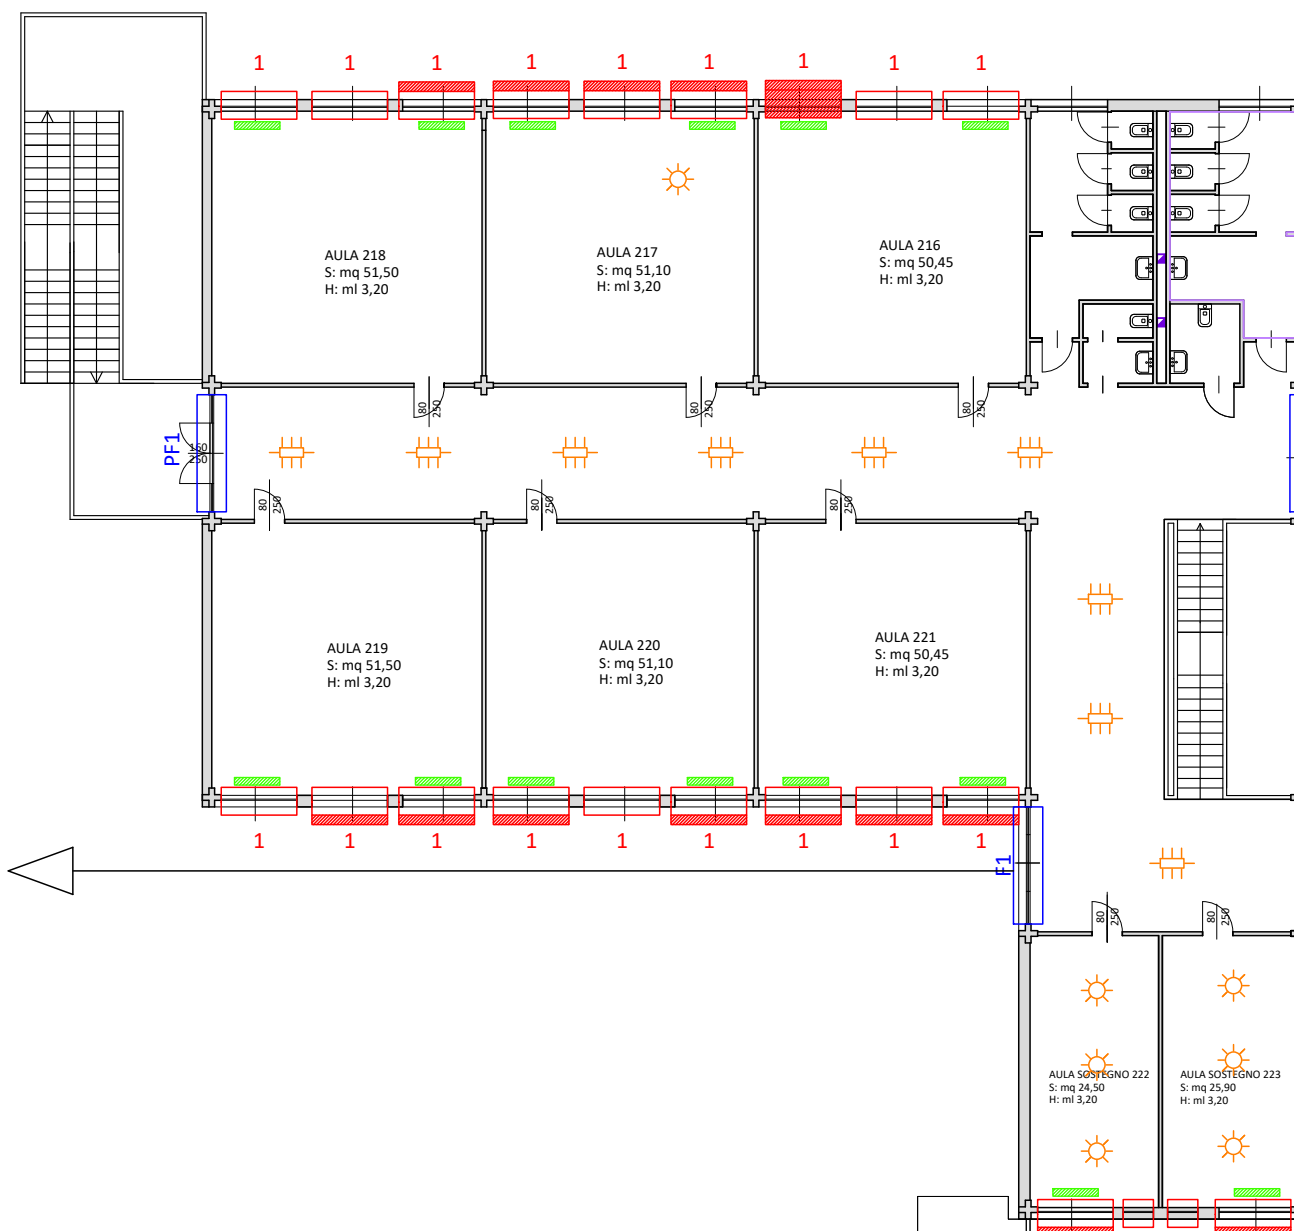 1 1 1 1 1 1 1 1 1
AULA 218
S: mq 51,50
H: ml 3,20
AULA 217
S: mq 51,10
H: ml 3,20
AULA 216
S: mq 50,45
H: ml 3,20
80
250
80
250
80
250
PF1
160
250
80
250
80
250
80
250
AULA 219
S: mq 51,50
H: ml 3,20
AULA 220
S: mq 51,10
H: ml 3,20
AULA 221
S: mq 50,45
H: ml 3,20
1 1 1 1 1 1 1 1 1
F1
80
250
80
250
AULA SOSTEGNO 222
S: mq 24,50
H: ml 3,20
AULA SOSTEGNO 223
S: mq 25,90
H: ml 3,20